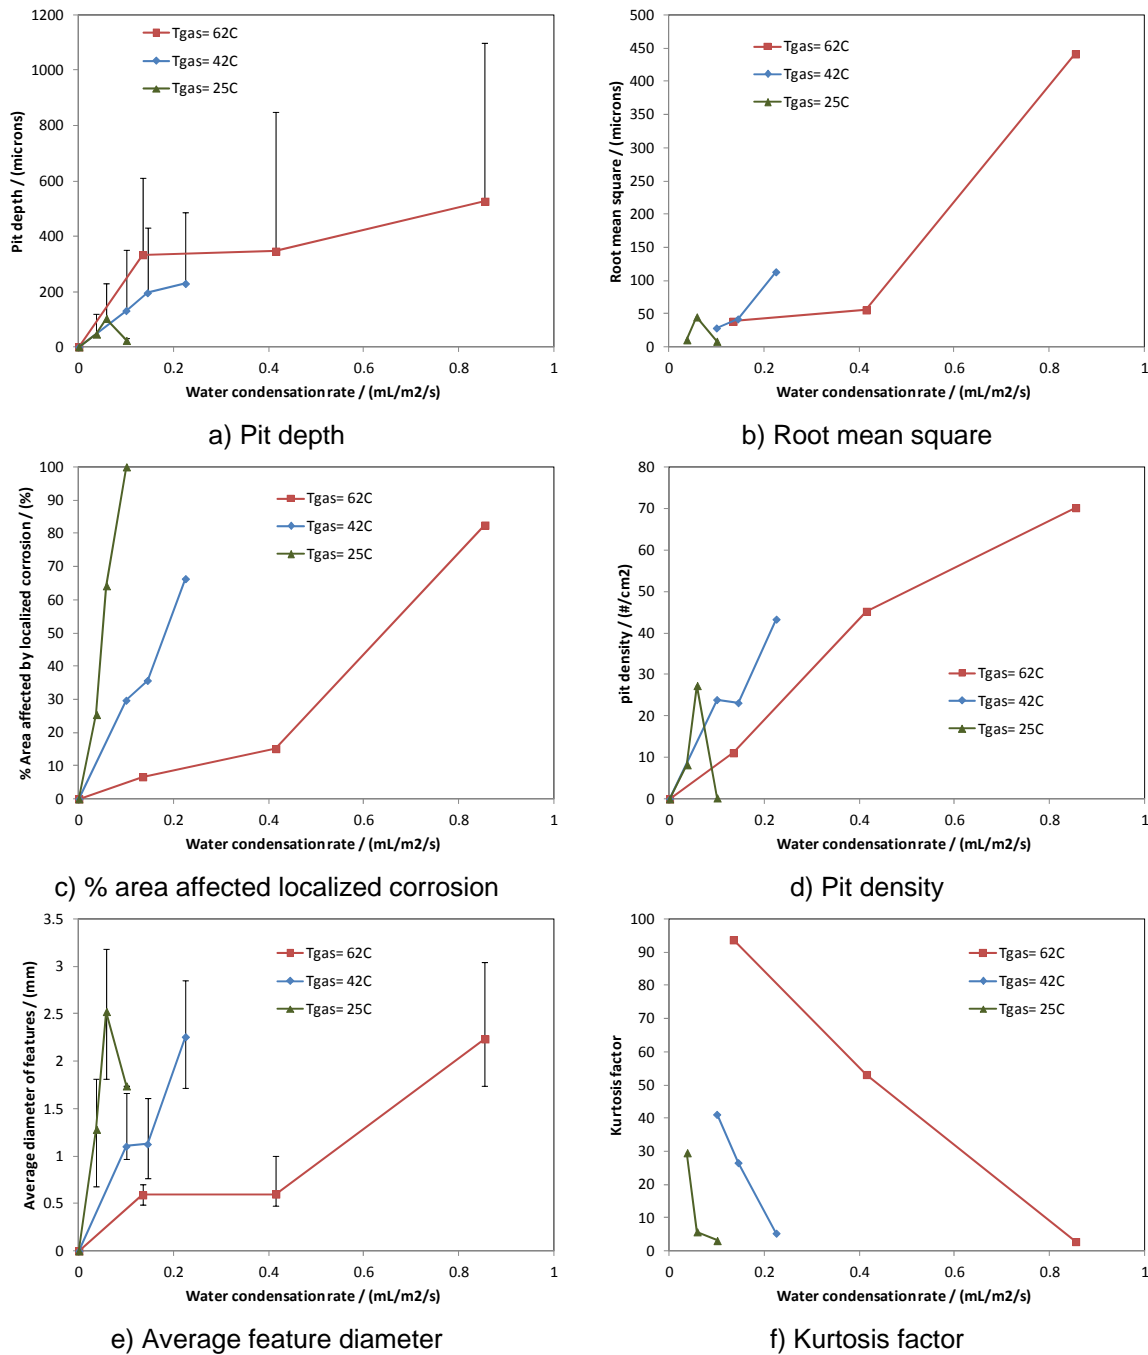 1200
1000
800
600
400
200
0
Pit depth / (microns)
Tgas= 62C
Tgas= 42C
Tgas= 25C
0 0.2 0.4 0.6 0.8 1
Water condensation rate / (mL/m2/s)
a) Pit depth
500
450
400
350
300
250
200
150
100
50
0
Root mean square / (microns)
Tgas= 62C
Tgas= 42C
Tgas= 25C
0 0.2 0.4 0.6 0.8 1
Water condensation rate / (mL/m2/s)
b) Root mean square
100
90
80
70
60
50
40
30
20
10
0
% Area affected by localized corrosion / (%)
Tgas= 62C
Tgas= 42C
Tgas= 25C
0 0.2 0.4 0.6 0.8 1
Water condensation rate / (mL/m2/s)
c) % area affected localized corrosion
80
70
60
50
40
30
20
10
0
pit density / (#/cm2)
Tgas= 62C
Tgas= 42C
Tgas= 25C
0 0.2 0.4 0.6 0.8 1
Water condensation rate / (mL/m2/s)
d) Pit density
3.5
3
2.5
2
1.5
1
0.5
0
Average diameter of features / (mm)
Tgas= 62C
Tgas= 42C
Tgas= 25C
0 0.2 0.4 0.6 0.8 1
Water condensation rate / (mL/m2/s)
e) Average feature diameter
100
90
80
70
60
50
40
30
20
10
0
Kurtosis factor
Tgas= 62C
Tgas= 42C
Tgas= 25C
0 0.2 0.4 0.6 0.8 1
Water condensation rate / (mL/m2/s)
f) Kurtosis factor